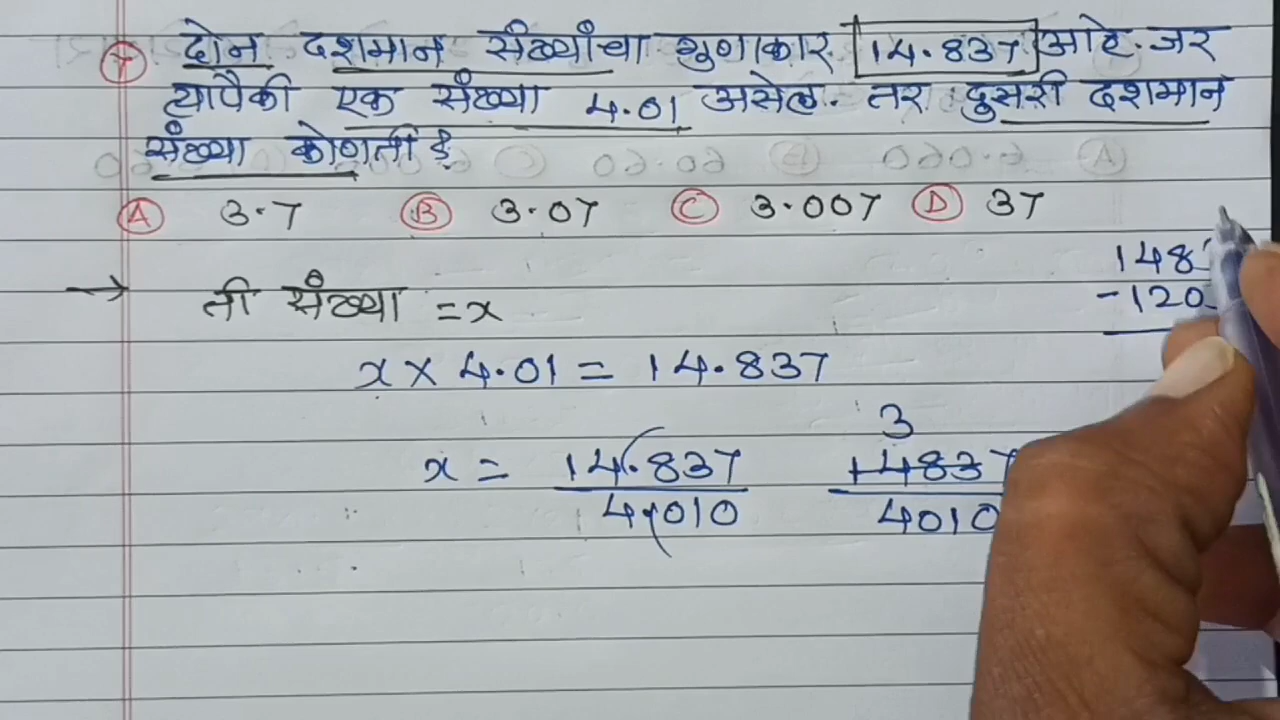 ७ दोन दशमान संख्यांचा गुणाकार 14.837 आहे. जर
त्यापैकी एक संख्या 4.01 असेल. तर दुसरी दशमान
संख्या कोणती ?
A 3.7 B 3.07 C 3.007 D 37
→ ती संख्या = x
x × 4.01 = 14.837
x = 14.837 / 4.010
3
14837 / 4010
148
- 120